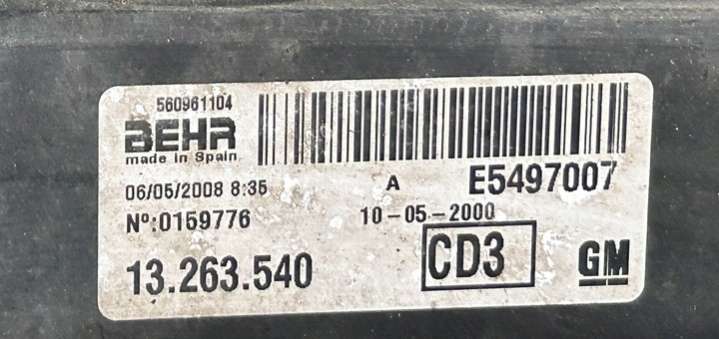 560961104
BEHR
made in Spain
E5497007
06/05/2008 8:35 A
Nº:0159776 10-05-2000
13.263.540 CD3 GM